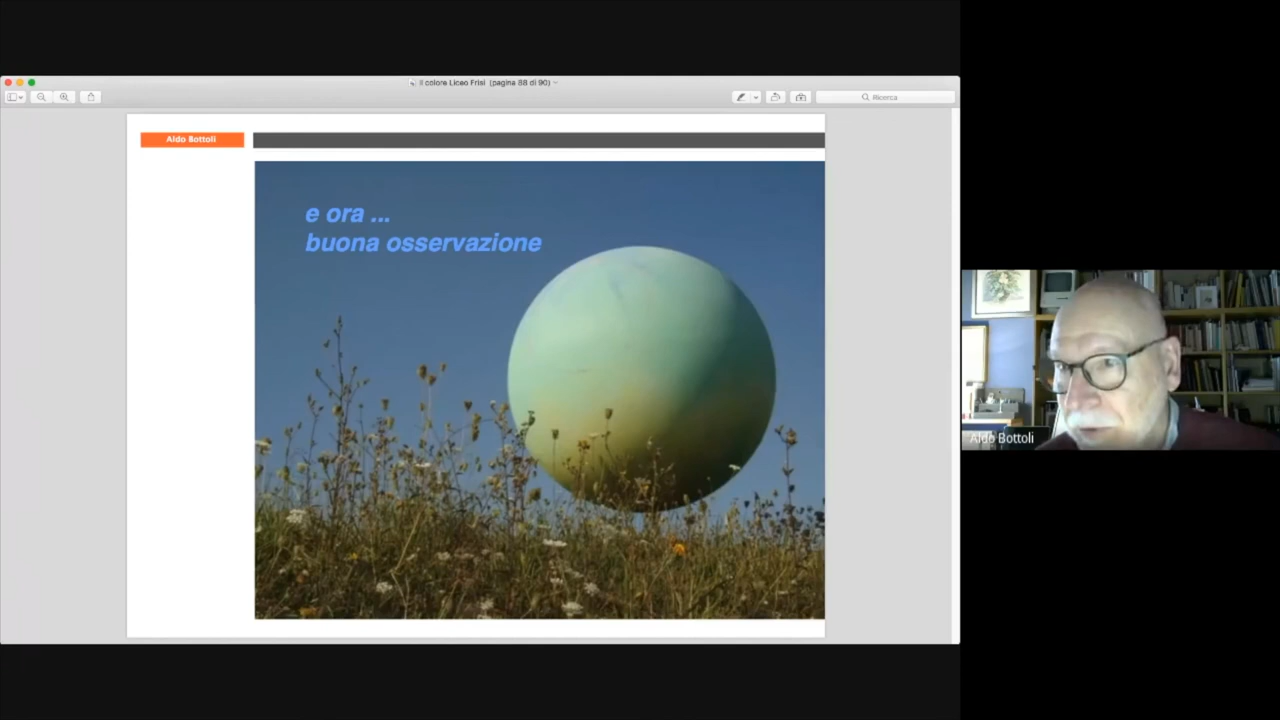 Il colore Liceo Frisi (pagina 88 di 90)
Ricerca
Aldo Bottoli
e ora ...
buona osservazione
Aldo Bottoli